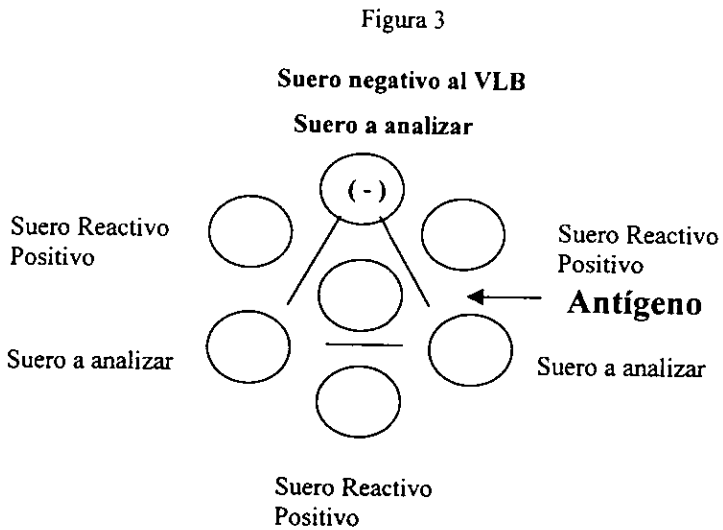 Figura 3
Suero negativo al VLB
Suero a analizar
( - )
Suero Reactivo
Positivo
Suero Reactivo
Positivo
Antígeno
Suero a analizar
Suero a analizar
Suero Reactivo
Positivo